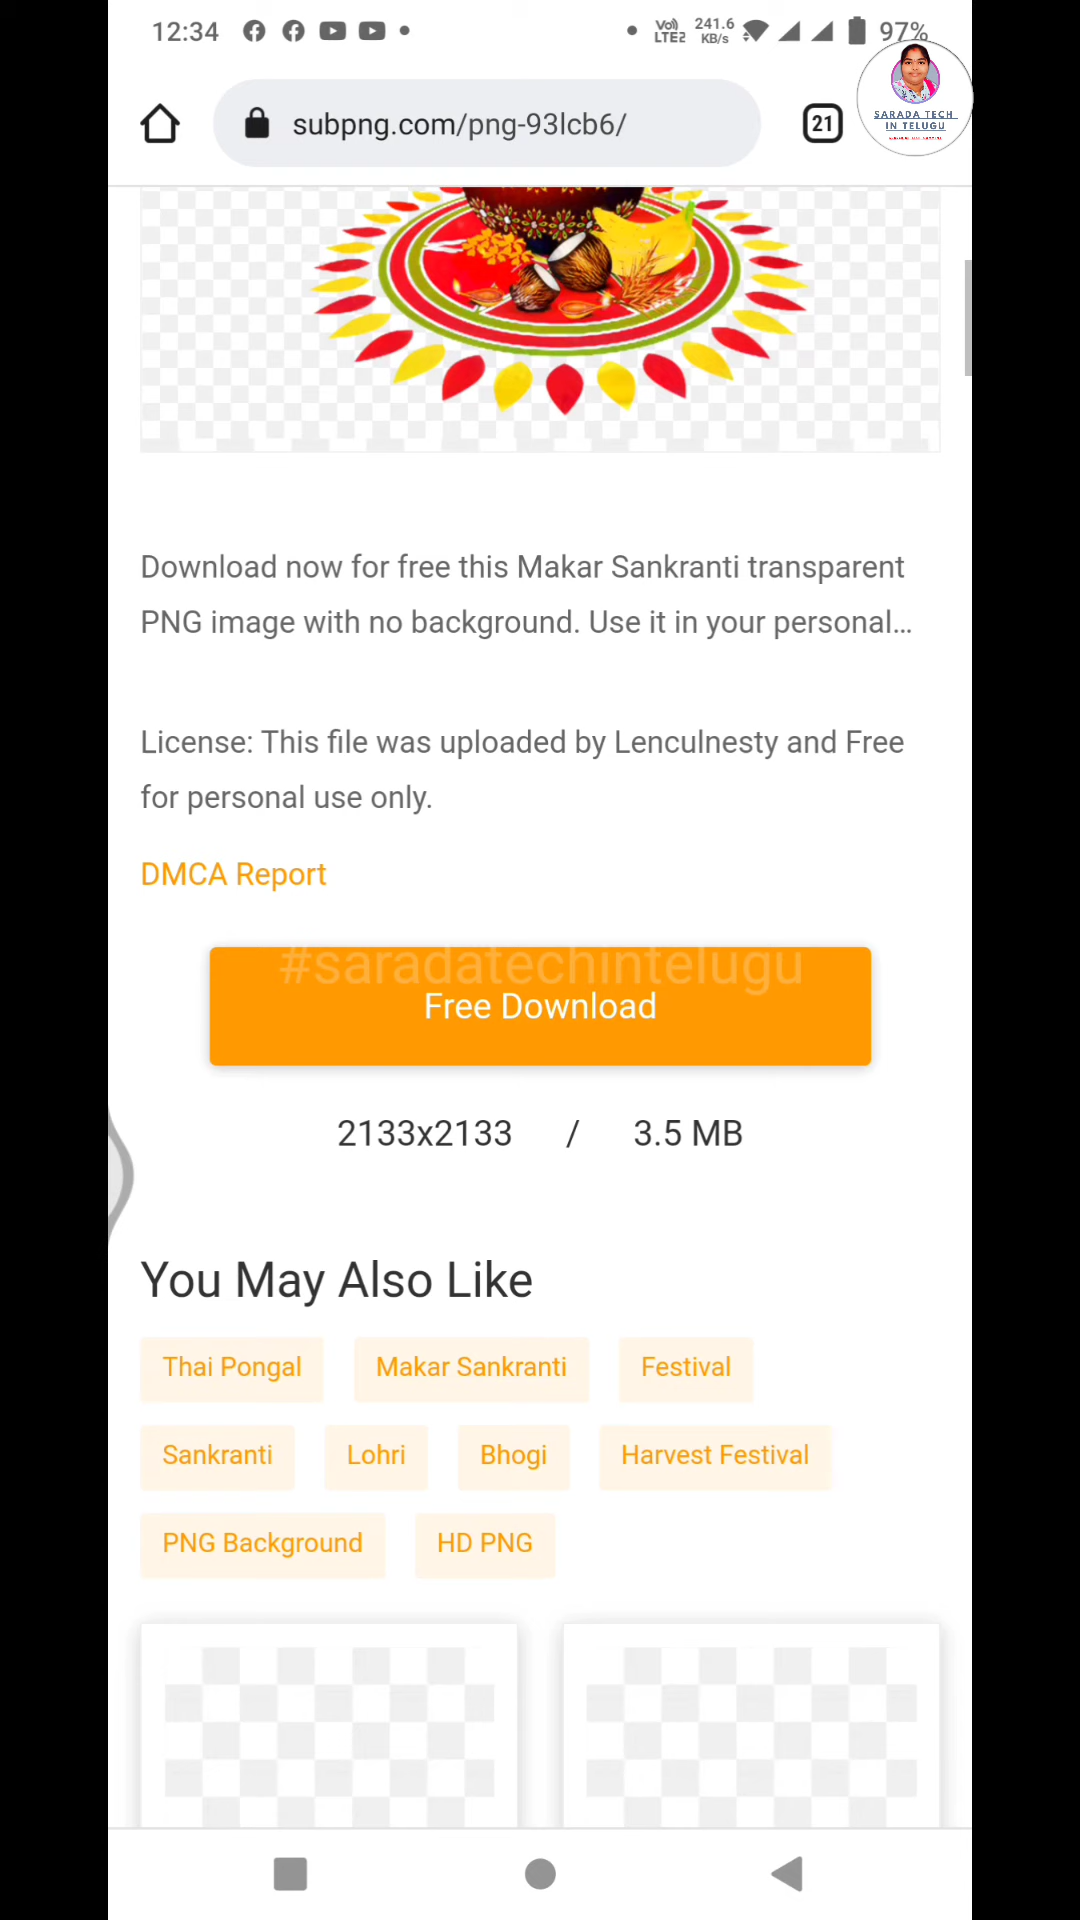 12:34
Vo)) LTE2
241.6 KB/s
97%
subpng.com/png-93lcb6/
21
SARADA TECH
IN TELUGU
Download now for free this Makar Sankranti transparent
PNG image with no background. Use it in your personal...
License: This file was uploaded by Lenculnesty and Free
for personal use only.
DMCA Report
#saradatechintelugu
Free Download
2133x2133 / 3.5 MB
You May Also Like
Thai Pongal Makar Sankranti Festival
Sankranti Lohri Bhogi Harvest Festival
PNG Background HD PNG